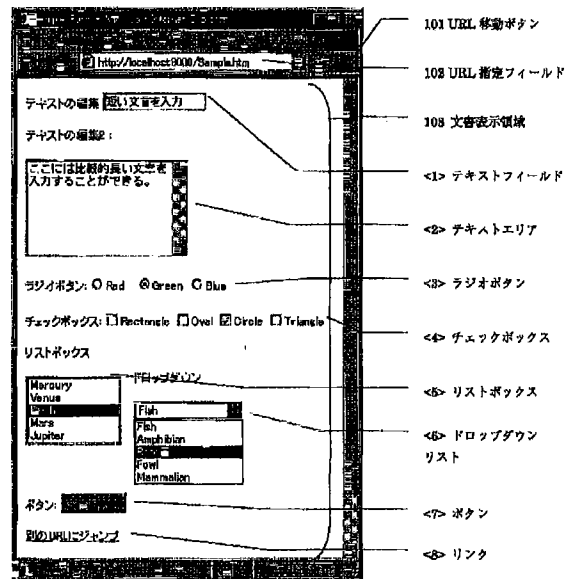 101 URL 移動ボタン
http://localhost:8000/Sample.htm
102 URL 指定フィールド
103 文書表示領域
テキストの編集 短い文章を入力
テキストの編集2:
<1> テキストフィールド
ここには比較的長い文章を
入力することができる。
<2> テキストエリア
ラジイボタン: Red Green Blue
<3> ラジオボタン
チェックボックス: Rectangle Oval Circle Triangle
<4> チェックボックス
リストボックス
ドロップダウン
Mercury
Venus
Mars
Jupiter
<5> リストボックス
Fish
Fish
Amphibian
Fowl
Mammalian
<6> ドロップダウン
リスト
ボタン:
<7> ボタン
別のURLにジャンプ
<8> リンク